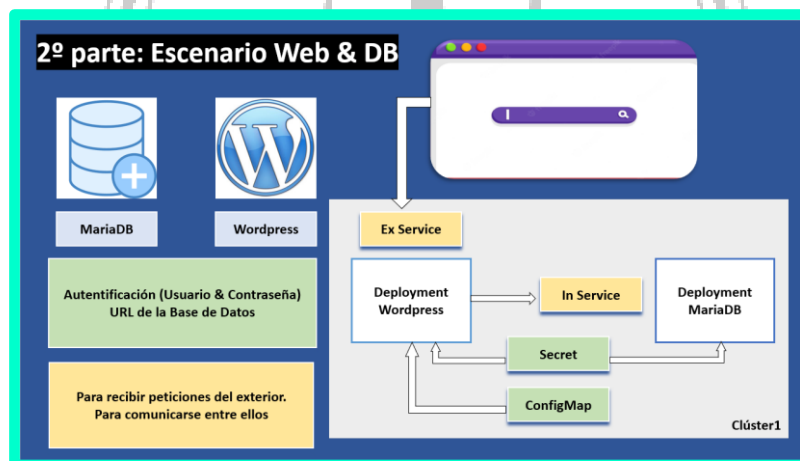 2º parte: Escenario Web & DB
MariaDB
Wordpress
Autentificación (Usuario & Contraseña)
URL de la Base de Datos
Para recibir peticiones del exterior.
Para comunicarse entre ellos
Ex Service
Deployment
Wordpress
In Service
Deployment
MariaDB
Secret
ConfigMap
Clúster1